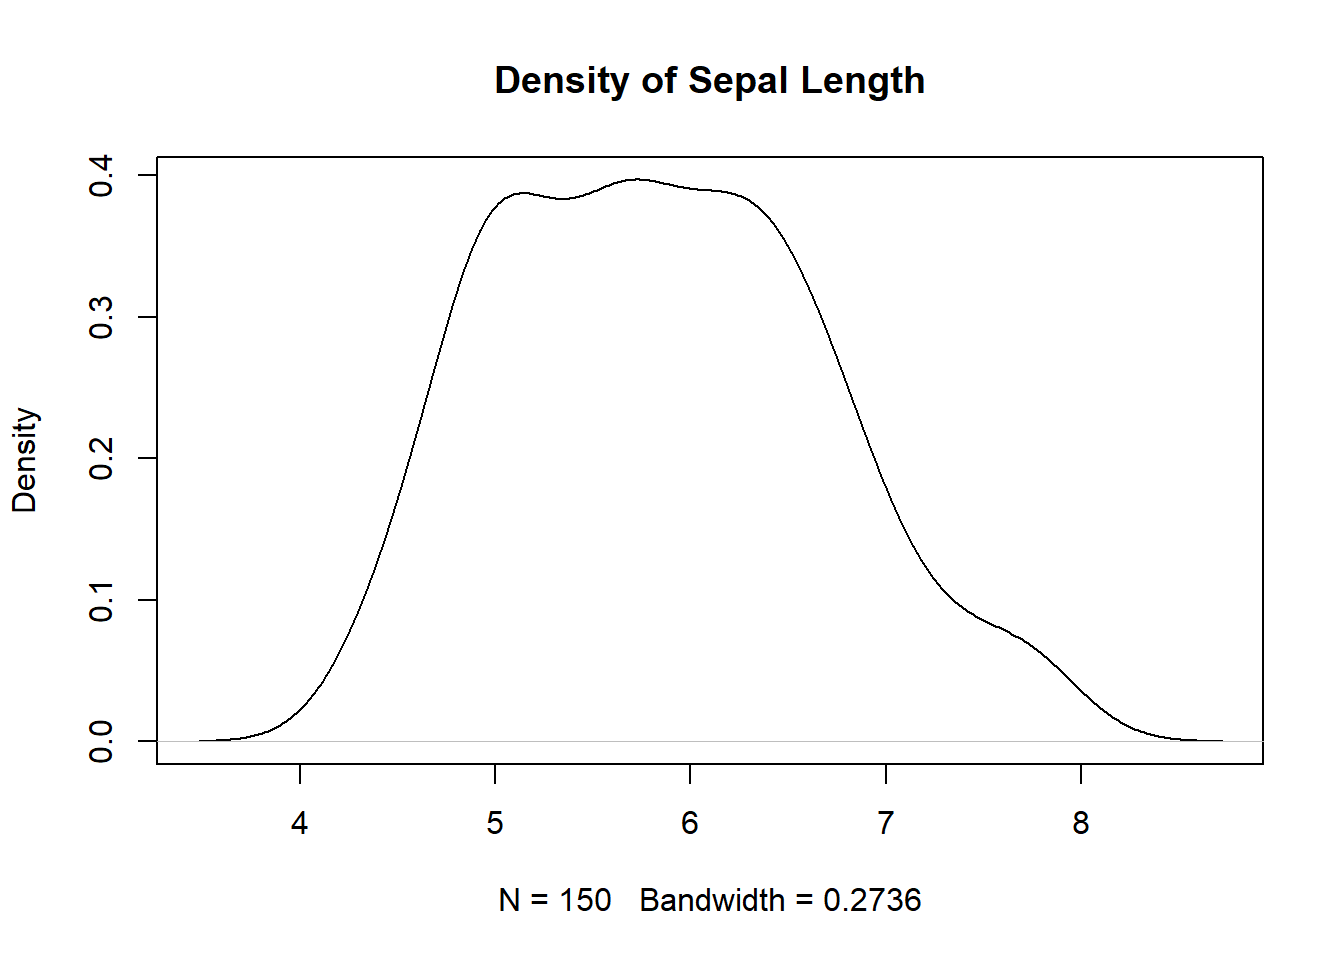 Density of Sepal Length
Density
0.4
0.3
0.2
0.1
0.0
4 5 6 7 8
N = 150 Bandwidth = 0.2736